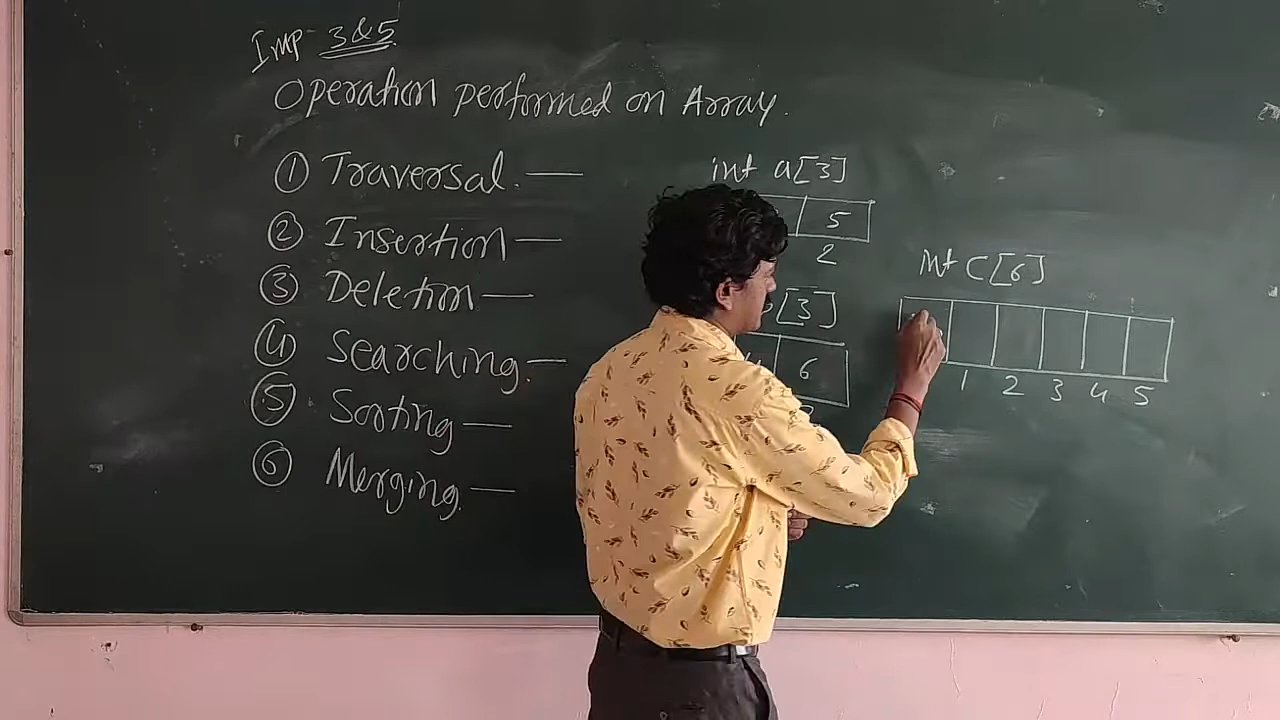 Imp - 3&5
Operation performed on Array.
① Traversal. —
② Insertion —
③ Deletion —
④ Searching. —
⑤ Sorting —
⑥ Merging. —
int a[3]
5
2
[3]
6
int C[6]
1 2 3 4 5